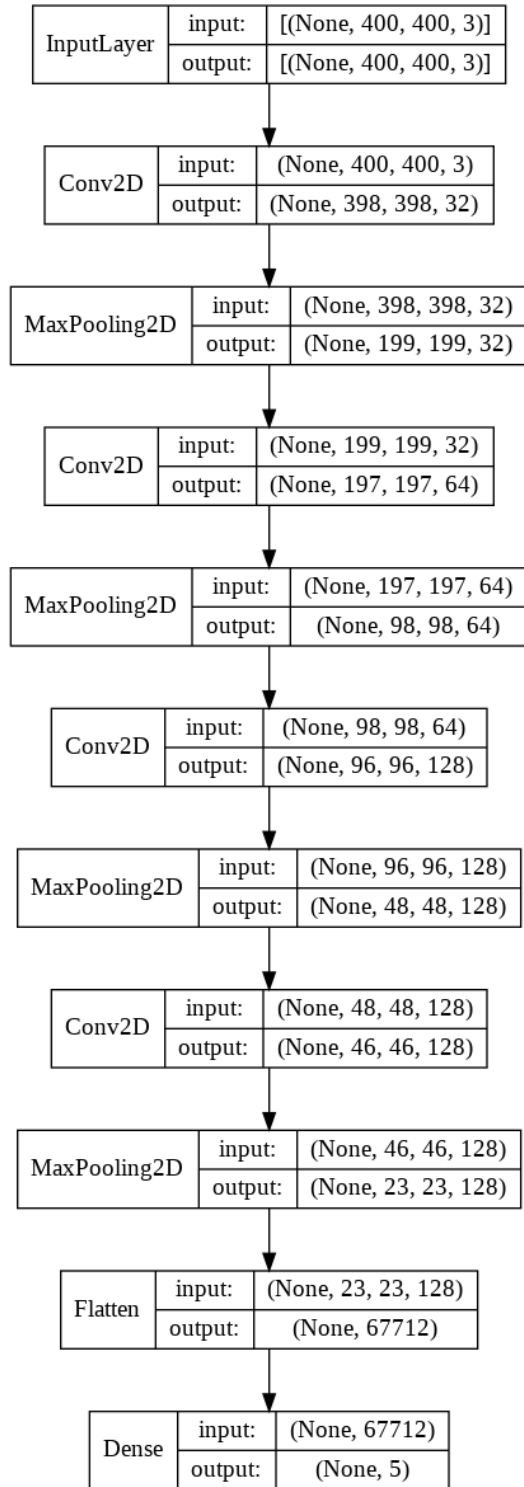 InputLayer
input: [(None, 400, 400, 3)]
output: [(None, 400, 400, 3)]
Conv2D
input: (None, 400, 400, 3)
output: (None, 398, 398, 32)
MaxPooling2D
input: (None, 398, 398, 32)
output: (None, 199, 199, 32)
Conv2D
input: (None, 199, 199, 32)
output: (None, 197, 197, 64)
MaxPooling2D
input: (None, 197, 197, 64)
output: (None, 98, 98, 64)
Conv2D
input: (None, 98, 98, 64)
output: (None, 96, 96, 128)
MaxPooling2D
input: (None, 96, 96, 128)
output: (None, 48, 48, 128)
Conv2D
input: (None, 48, 48, 128)
output: (None, 46, 46, 128)
MaxPooling2D
input: (None, 46, 46, 128)
output: (None, 23, 23, 128)
Flatten
input: (None, 23, 23, 128)
output: (None, 67712)
Dense
input: (None, 67712)
output: (None, 5)